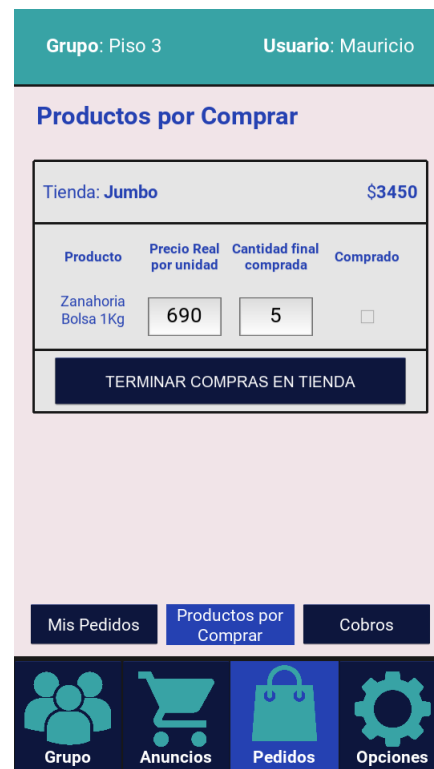 Grupo: Piso 3 Usuario: Mauricio
Productos por Comprar
Tienda: Jumbo $3450
Producto Precio Real por unidad Cantidad final comprada Comprado
Zanahoria Bolsa 1Kg 690 5
TERMINAR COMPRAS EN TIENDA
Mis Pedidos Productos por Comprar Cobros
Grupo Anuncios Pedidos Opciones